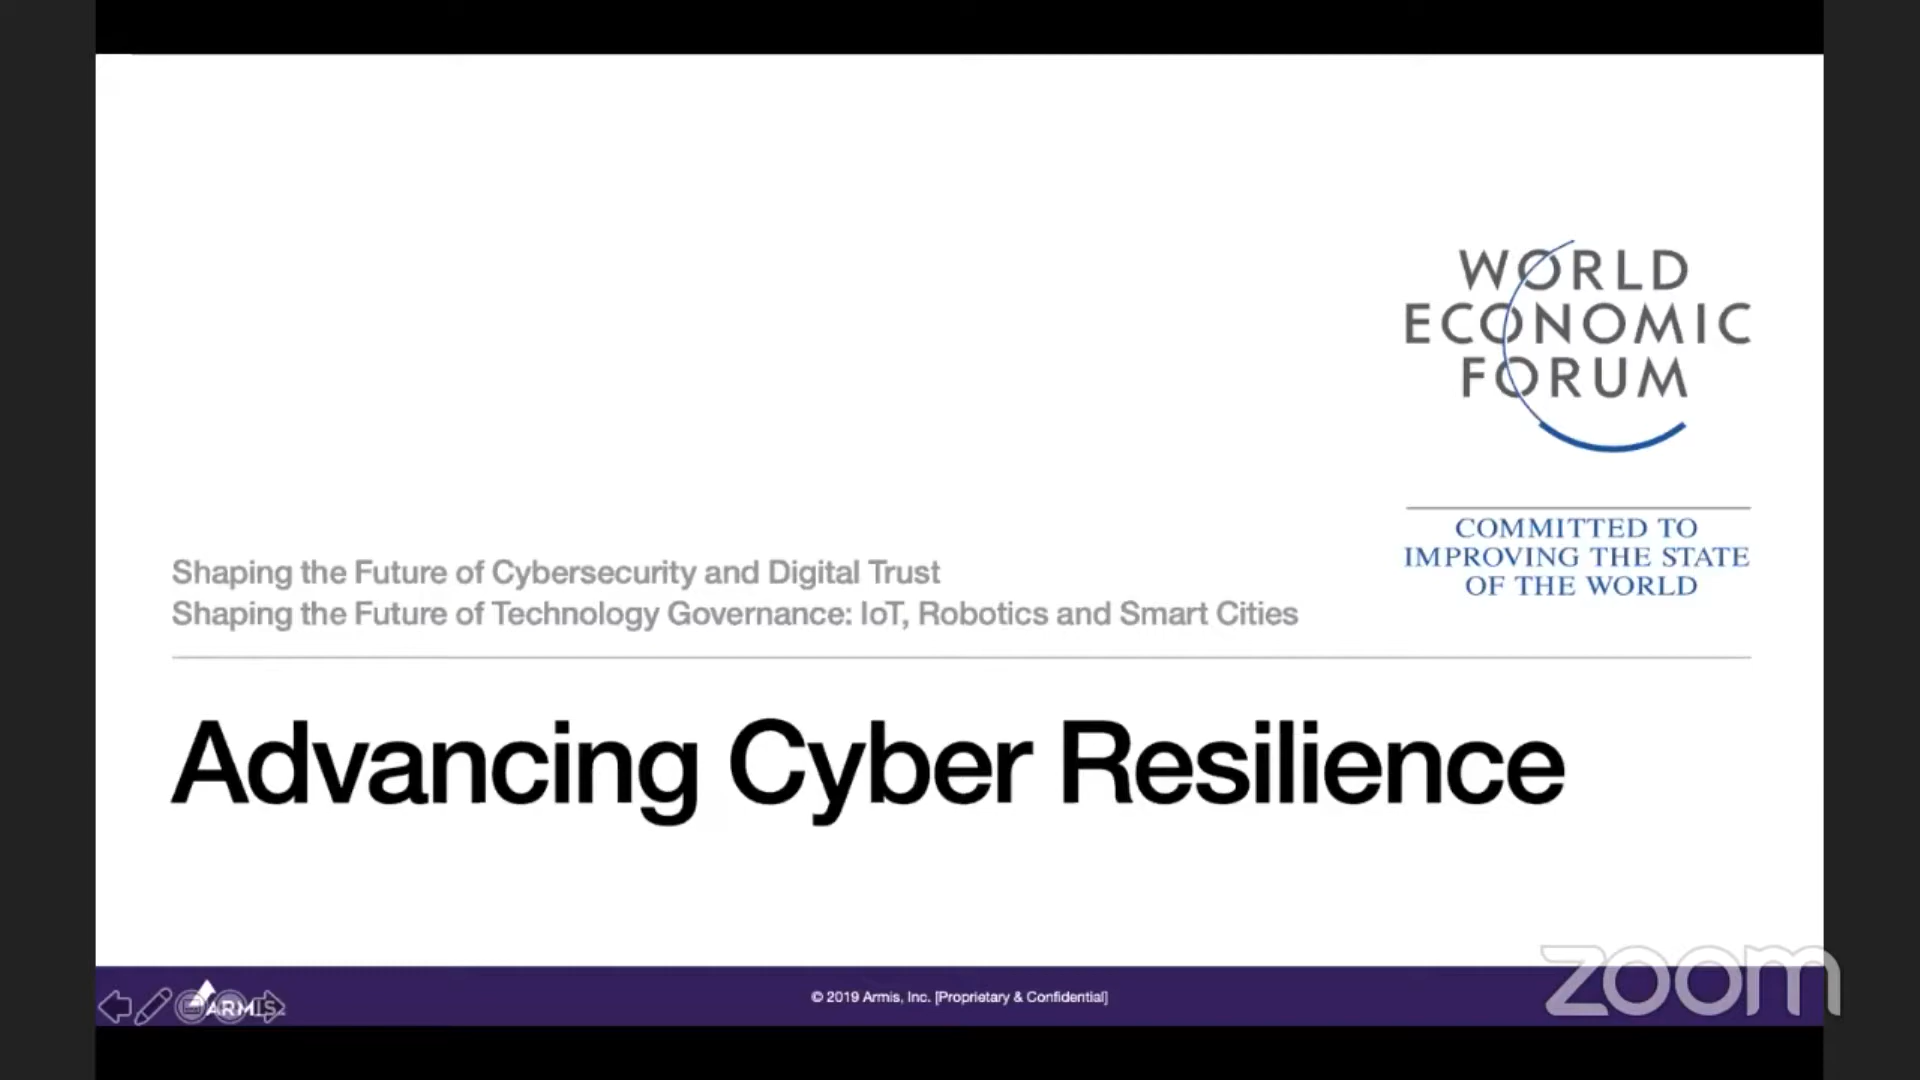 WORLD
ECONOMIC
FORUM
COMMITTED TO
IMPROVING THE STATE
OF THE WORLD
Shaping the Future of Cybersecurity and Digital Trust
Shaping the Future of Technology Governance: IoT, Robotics and Smart Cities
Advancing Cyber Resilience
ARMIS.
© 2019 Armis, Inc. [Proprietary & Confidential]
zoom